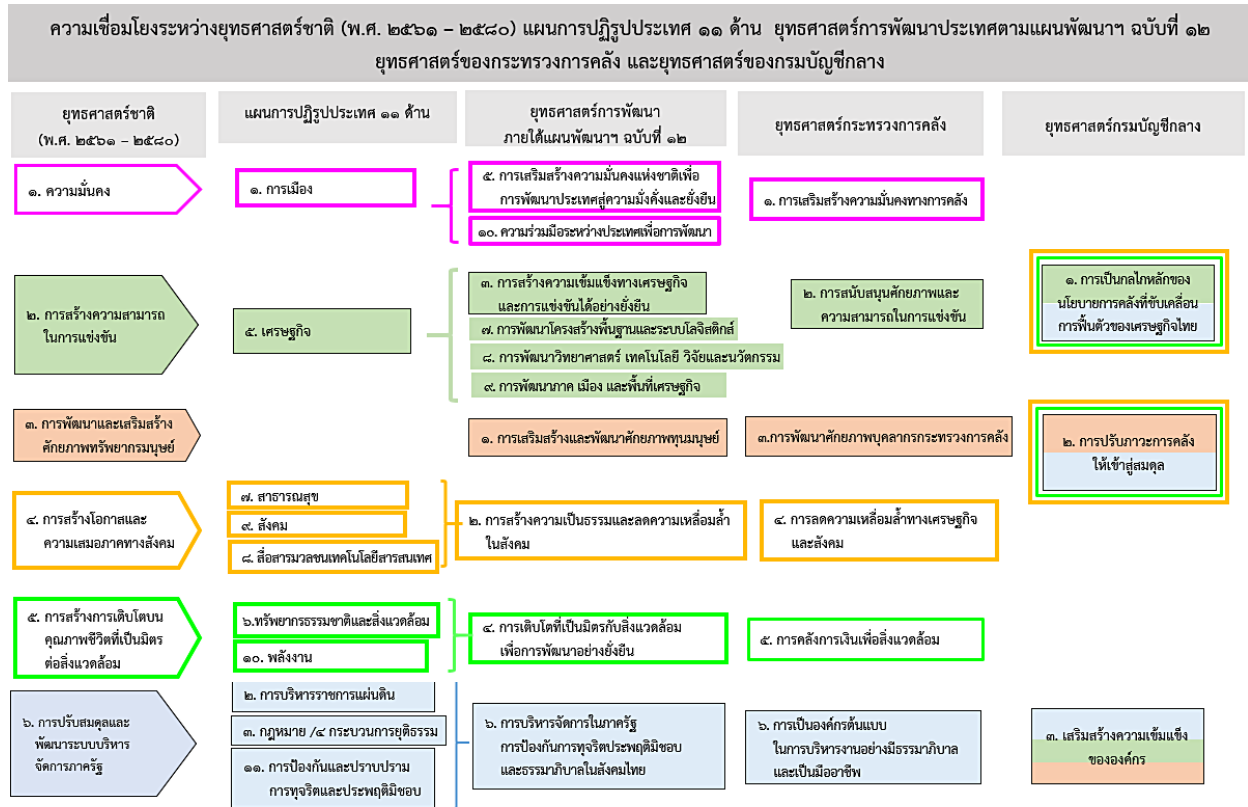 ความเชื่อมโยงระหว่างยุทธศาสตร์ชาติ (พ.ศ. ๒๕๖๑ – ๒๕๘๐) แผนการปฏิรูปประเทศ ๑๑ ด้าน ยุทธศาสตร์การพัฒนาประเทศตามแผนพัฒนาฯ ฉบับที่ ๑๒
ยุทธศาสตร์ของกระทรวงการคลัง และยุทธศาสตร์ของกรมบัญชีกลาง
ยุทธศาสตร์ชาติ
(พ.ศ. ๒๕๖๑ – ๒๕๘๐)
แผนการปฏิรูปประเทศ ๑๑ ด้าน
ยุทธศาสตร์การพัฒนา
ภายใต้แผนพัฒนาฯ ฉบับที่ ๑๒
ยุทธศาสตร์กระทรวงการคลัง
ยุทธศาสตร์กรมบัญชีกลาง
๑. ความมั่นคง
๑. การเมือง
๕. การเสริมสร้างความมั่นคงแห่งชาติเพื่อ
การพัฒนาประเทศสู่ความมั่งคั่งและยั่งยืน
๑๐. ความร่วมมือระหว่างประเทศเพื่อการพัฒนา
๑. การเสริมสร้างความมั่นคงทางการคลัง
๒. การสร้างความสามารถ
ในการแข่งขัน
๕. เศรษฐกิจ
๓. การสร้างความเข้มแข็งทางเศรษฐกิจ
และการแข่งขันได้อย่างยั่งยืน
๗. การพัฒนาโครงสร้างพื้นฐานและระบบโลจิสติกส์
๘. การพัฒนาวิทยาศาสตร์ เทคโนโลยี วิจัยและนวัตกรรม
๙. การพัฒนาภาค เมือง และพื้นที่เศรษฐกิจ
๒. การสนับสนุนศักยภาพและ
ความสามารถในการแข่งขัน
๑. การเป็นกลไกหลักของ
นโยบายการคลังที่ขับเคลื่อน
การฟื้นตัวของเศรษฐกิจไทย
๓. การพัฒนาและเสริมสร้าง
ศักยภาพทรัพยากรมนุษย์
๑. การเสริมสร้างและพัฒนาศักยภาพทุนมนุษย์
๓.การพัฒนาศักยภาพบุคลากรกระทรวงการคลัง
๒. การปรับภาวะการคลัง
ให้เข้าสู่สมดุล
๔. การสร้างโอกาสและ
ความเสมอภาคทางสังคม
๗. สาธารณสุข
๙. สังคม
๘. สื่อสารมวลชนเทคโนโลยีสารสนเทศ
๒. การสร้างความเป็นธรรมและลดความเหลื่อมล้ำ
ในสังคม
๔. การลดความเหลื่อมล้ำทางเศรษฐกิจ
และสังคม
๕. การสร้างการเติบโตบน
คุณภาพชีวิตที่เป็นมิตร
ต่อสิ่งแวดล้อม
๖.ทรัพยากรธรรมชาติและสิ่งแวดล้อม
๑๐. พลังงาน
๔. การเติบโตที่เป็นมิตรกับสิ่งแวดล้อม
เพื่อการพัฒนาอย่างยั่งยืน
๕. การคลังการเงินเพื่อสิ่งแวดล้อม
๖. การปรับสมดุลและ
พัฒนาระบบบริหาร
จัดการภาครัฐ
๒. การบริหารราชการแผ่นดิน
๓. กฎหมาย /๔ กระบวนการยุติธรรม
๑๑. การป้องกันและปราบปราม
การทุจริตและประพฤติมิชอบ
๖. การบริหารจัดการในภาครัฐ
การป้องกันการทุจริตประพฤติมิชอบ
และธรรมาภิบาลในสังคมไทย
๖. การเป็นองค์กรต้นแบบ
ในการบริหารงานอย่างมีธรรมาภิบาล
และเป็นมืออาชีพ
๓. เสริมสร้างความเข้มแข็ง
ขององค์กร